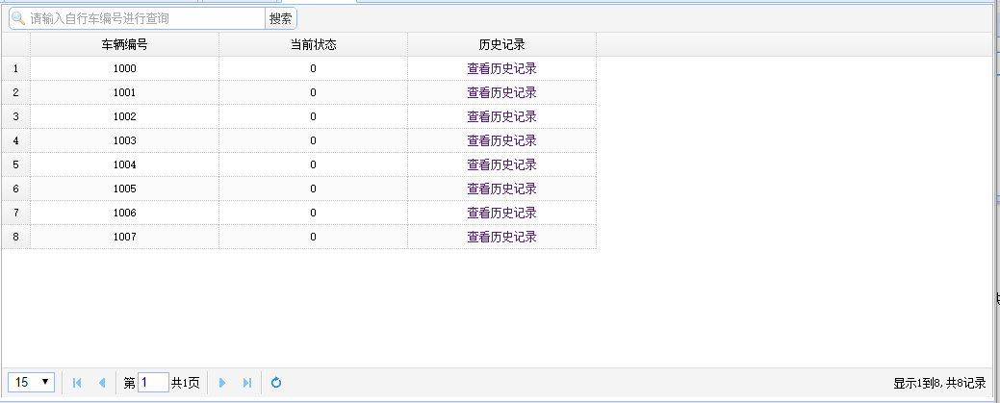 请输入自行车编号进行查询 搜索
车辆编号 当前状态 历史记录
1 1000 0 查看历史记录
2 1001 0 查看历史记录
3 1002 0 查看历史记录
4 1003 0 查看历史记录
5 1004 0 查看历史记录
6 1005 0 查看历史记录
7 1006 0 查看历史记录
8 1007 0 查看历史记录
15 第 1 共1页 显示1到8, 共8记录